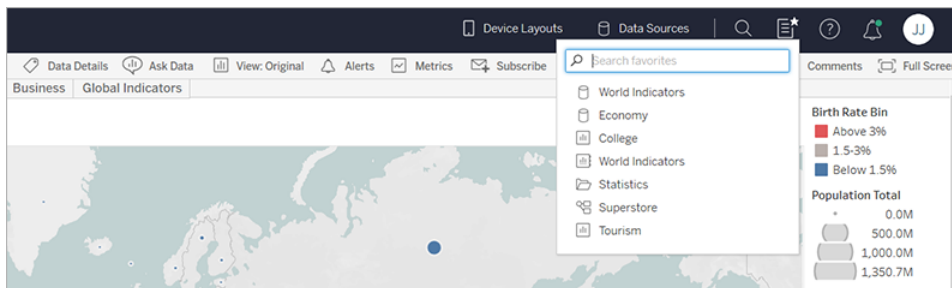 Device Layouts
Data Sources
JJ
Data Details
Ask Data
View: Original
Alerts
Metrics
Subscribe
Comments
Business
Global Indicators
Search favorites
World Indicators
Economy
College
World Indicators
Statistics
Superstore
Tourism
Birth Rate Bin
Above 3%
1.5-3%
Below 1.5%
Population Total
0.0M
500.0M
1,000.0M
1,350.7M